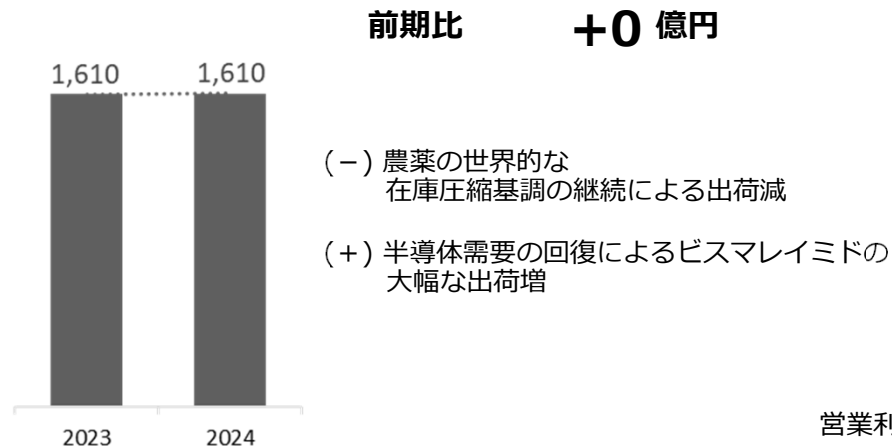 前期比 +0 億円
1,610 1,610
(－) 農薬の世界的な
在庫圧縮基調の継続による出荷減
(＋) 半導体需要の回復によるビスマレイミドの
大幅な出荷増
営業利
2023 2024